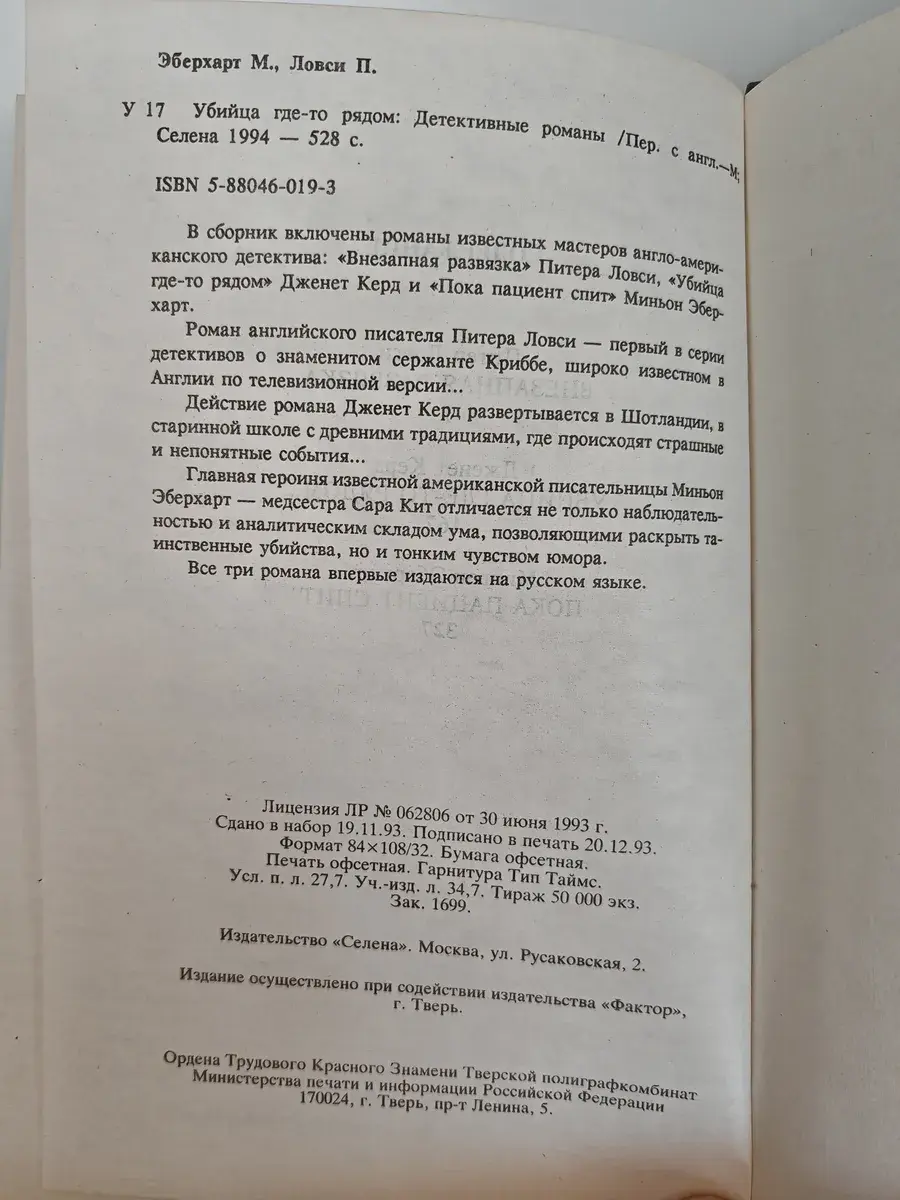 Эберхарт М., Ловси П.
У 17 Убийца где-то рядом: Детективные романы /Пер. с англ.—М;
Селена 1994 — 528 с.
ISBN 5-88046-019-3
В сборник включены романы известных мастеров англо-амери-
канского детектива: «Внезапная развязка» Питера Ловси, «Убийца
где-то рядом» Дженет Керд и «Пока пациент спит» Миньон Эбер-
харт.
Роман английского писателя Питера Ловси — первый в серии
детективов о знаменитом сержанте Криббе, широко известном в
Англии по телевизионной версии...
Действие романа Дженет Керд развертывается в Шотландии, в
старинной школе с древними традициями, где происходят страшные
и непонятные события...
Главная героиня известной американской писательницы Миньон
Эберхарт — медсестра Сара Кит отличается не только наблюдатель-
ностью и аналитическим складом ума, позволяющими раскрыть та-
инственные убийства, но и тонким чувством юмора.
Все три романа впервые издаются на русском языке.
ПОКА ПАЦИЕНТ СПИТ
327
Лицензия ЛР № 062806 от 30 июня 1993 г.
Сдано в набор 19.11.93. Подписано в печать 20.12.93.
Формат 84×108/32. Бумага офсетная.
Печать офсетная. Гарнитура Тип Таймс.
Усл. п. л. 27,7. Уч.-изд. л. 34,7. Тираж 50 000 экз.
Зак. 1699.
Издательство «Селена». Москва, ул. Русаковская, 2.
Издание осуществлено при содействии издательства «Фактор»,
г. Тверь.
Ордена Трудового Красного Знамени Тверской полиграфкомбинат
Министерства печати и информации Российской Федерации
170024, г. Тверь, пр-т Ленина, 5.